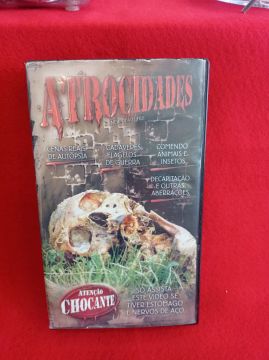 ATROCIDADES
CENAS REAIS
DE AUTÓPSIA
CADÁVERES,
FLAGELOS
DE GUERRA
COMENDO
ANIMAIS E
INSETOS.
DECAPITAÇÃO
E OUTRAS
ABERRAÇÕES.
ATENÇÃO
CHOCANTE
SÓ ASSISTA
ESTE VÍDEO SE
TIVER ESTÔMAGO
E NERVOS DE AÇO.